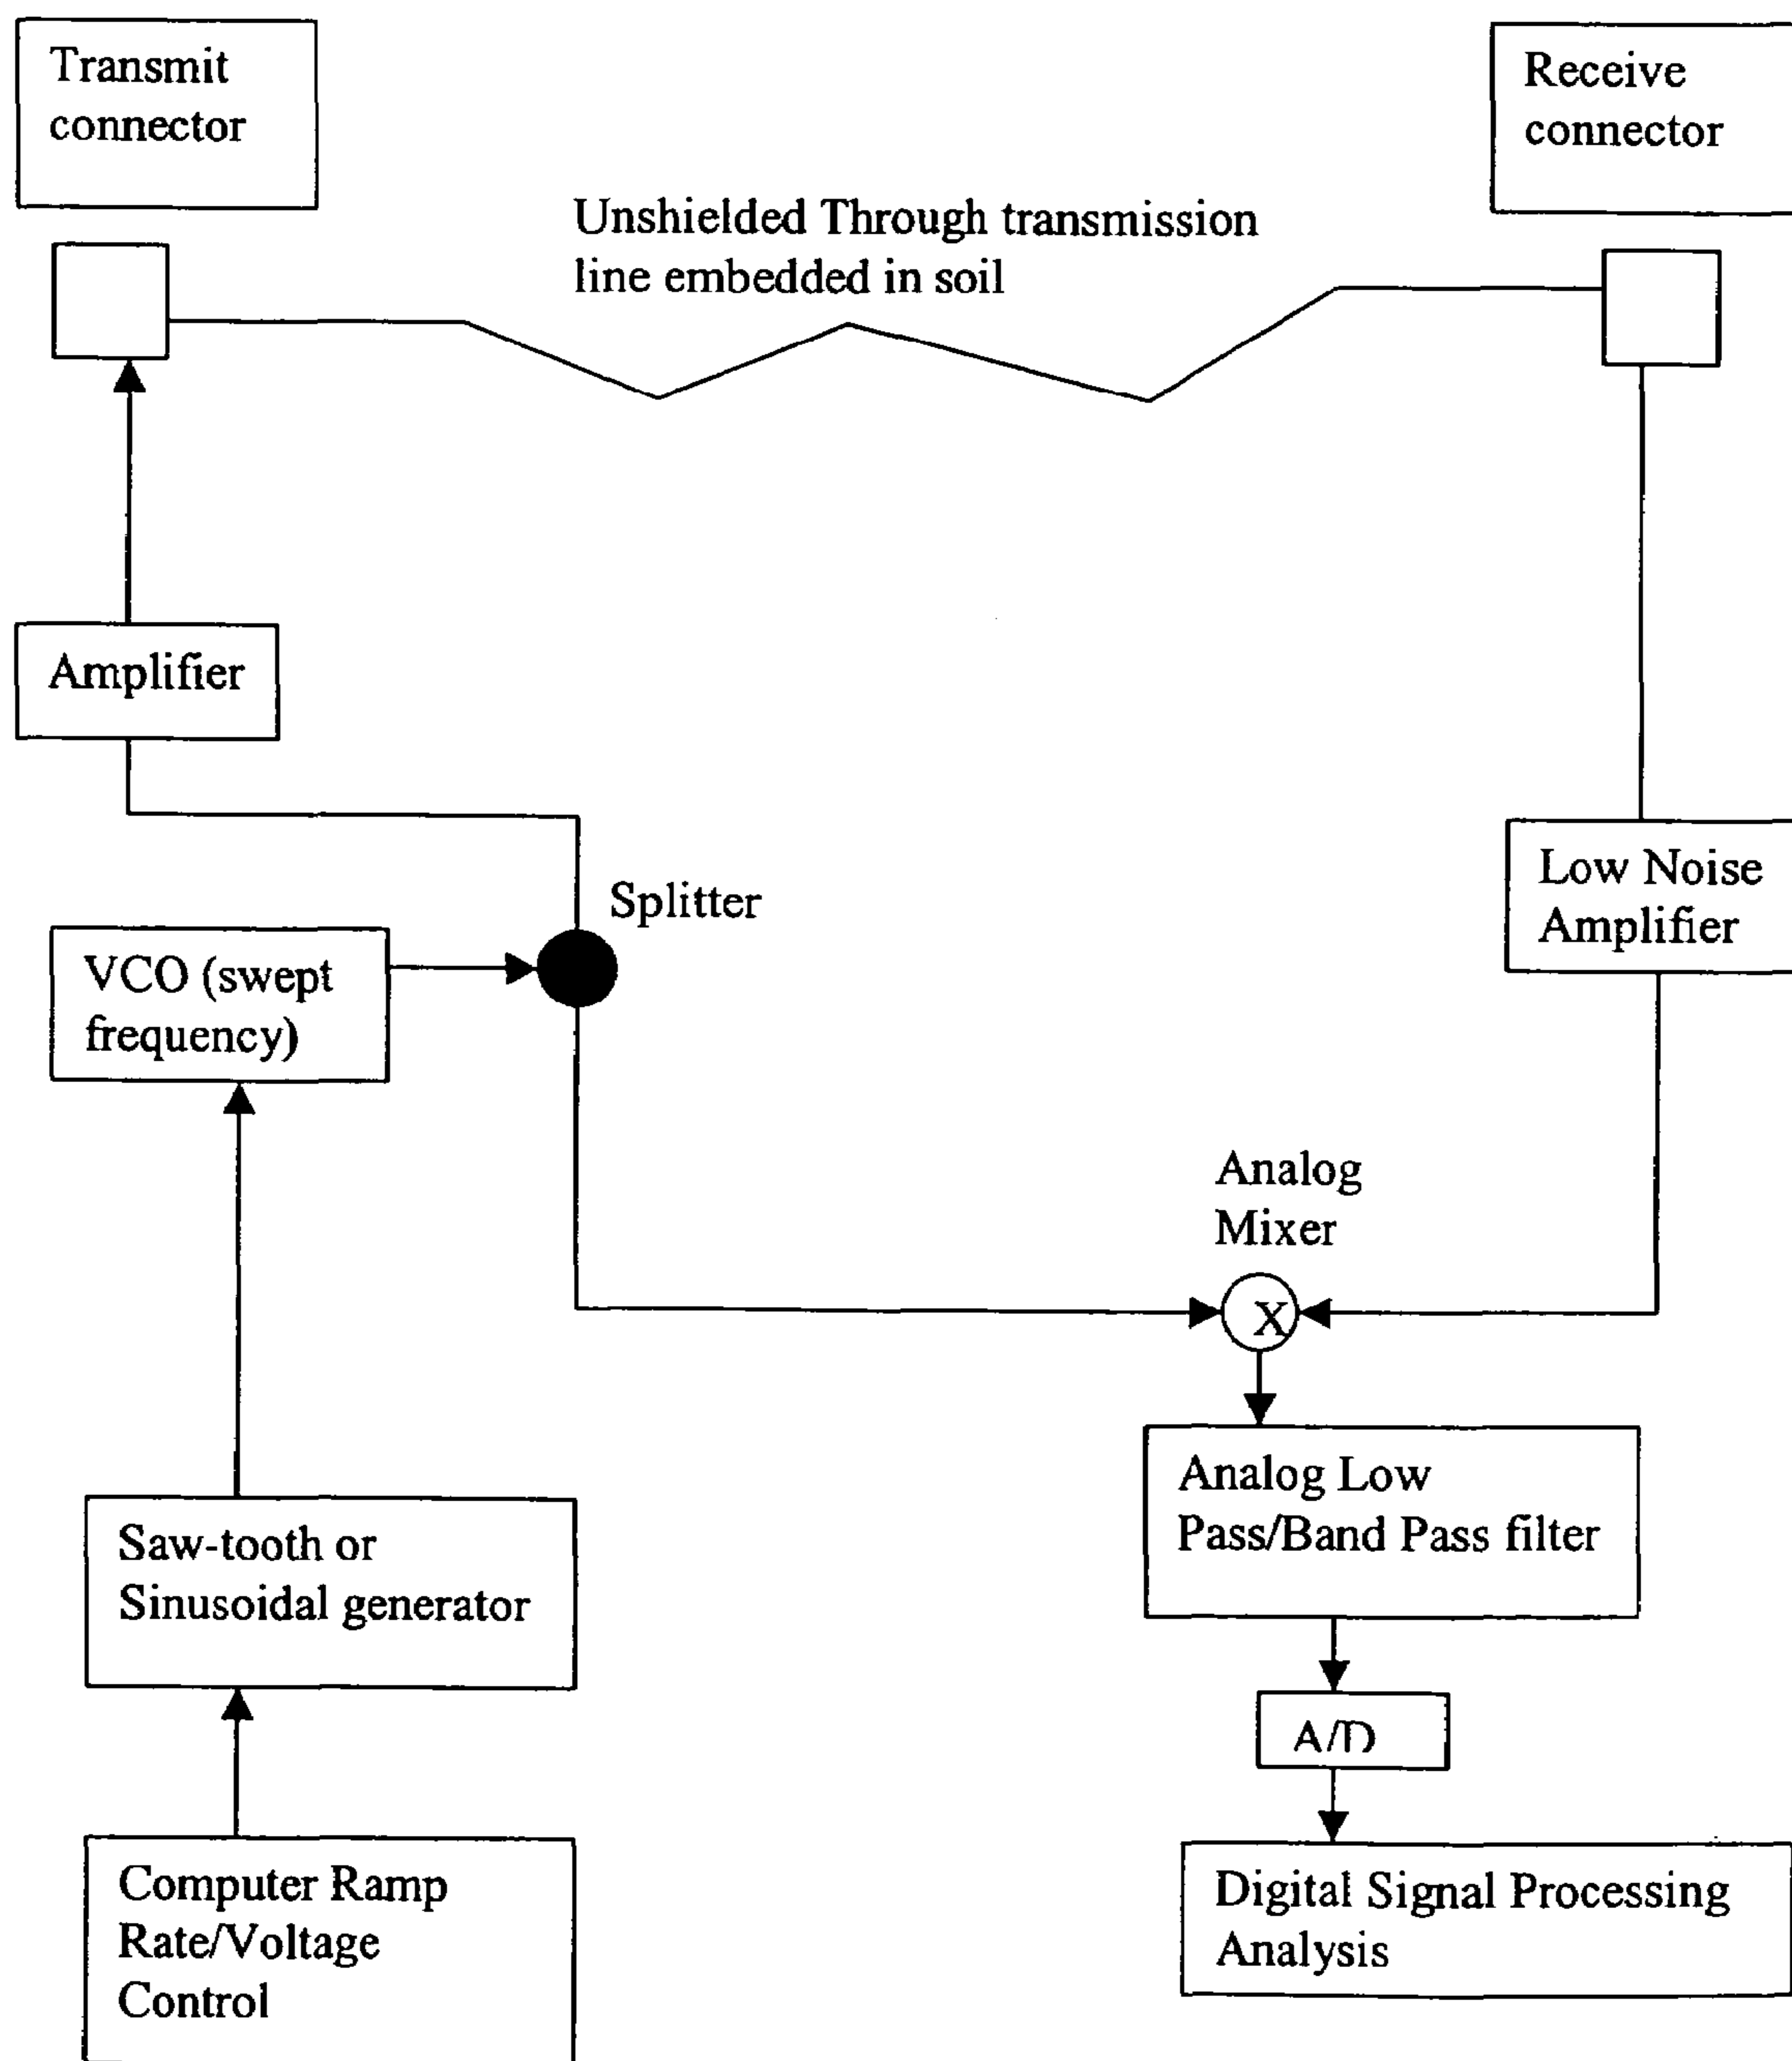 Transmit
connector
Receive
connector
Unshielded Through transmission
line embedded in soil
Amplifier
Low Noise
Amplifier
Splitter
VCO (swept
frequency)
Analog
Mixer
X
Analog Low
Pass/Band Pass filter
Saw-tooth or
Sinusoidal generator
A/D
Computer Ramp
Rate/Voltage
Control
Digital Signal Processing
Analysis